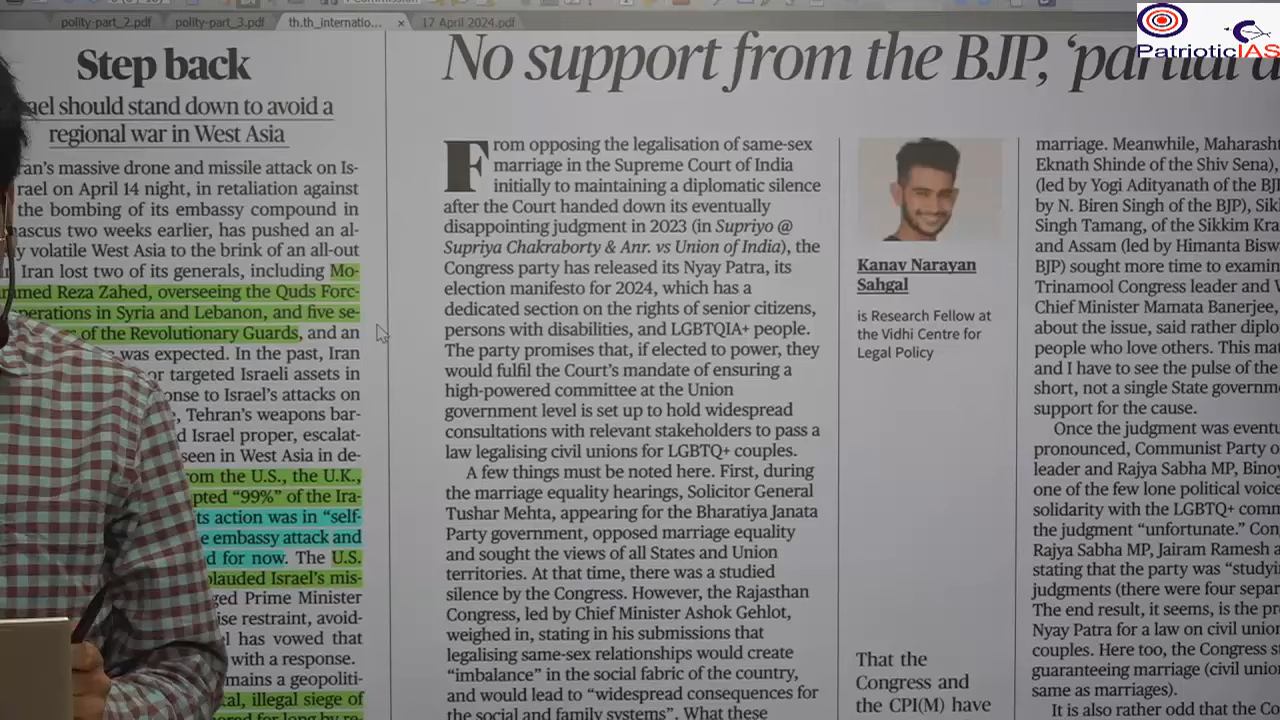 polity-part_2.pdf
polity-part_3.pdf
th.th_internatio...
17 April 2024.pdf
PatrioticIAS
Step back
ael should stand down to avoid a
regional war in West Asia
ran's massive drone and missile attack on Is-
rael on April 14 night, in retaliation against
the bombing of its embassy compound in
ascus two weeks earlier, has pushed an al-
y volatile West Asia to the brink of an all-out
Iran lost two of its generals, including Mo-
mmed Reza Zahed, overseeing the Quds Forc-
perations in Syria and Lebanon, and five se-
s of the Revolutionary Guards, and an
was expected. In the past, Iran
or targeted Israeli assets in
onse to Israel's attacks on
, Tehran's weapons bar-
d Israel proper, escalat-
seen in West Asia in de-
om the U.S., the U.K.,
pted "99%" of the Ira-
ts action was in "self-
e embassy attack and
d for now. The U.S.
plauded Israel's mis-
ged Prime Minister
ise restraint, avoid-
l has vowed that
with a response.
mains a geopoliti-
tal, illegal siege of
ored for long by re-
No support from the BJP, 'partial a
From opposing the legalisation of same-sex
marriage in the Supreme Court of India
initially to maintaining a diplomatic silence
after the Court handed down its eventually
disappointing judgment in 2023 (in Supriyo @
Supriya Chakraborty & Anr. vs Union of India), the
Congress party has released its Nyay Patra, its
election manifesto for 2024, which has a
dedicated section on the rights of senior citizens,
persons with disabilities, and LGBTQIA+ people.
The party promises that, if elected to power, they
would fulfil the Court's mandate of ensuring a
high-powered committee at the Union
government level is set up to hold widespread
consultations with relevant stakeholders to pass a
law legalising civil unions for LGBTQ+ couples.
A few things must be noted here. First, during
the marriage equality hearings, Solicitor General
Tushar Mehta, appearing for the Bharatiya Janata
Party government, opposed marriage equality
and sought the views of all States and Union
territories. At that time, there was a studied
silence by the Congress. However, the Rajasthan
Congress, led by Chief Minister Ashok Gehlot,
weighed in, stating in his submissions that
legalising same-sex relationships would create
"imbalance" in the social fabric of the country,
and would lead to "widespread consequences for
the social and family systems". What these
Kanav Narayan
Sahgal
is Research Fellow at
the Vidhi Centre for
Legal Policy
That the
Congress and
the CPI(M) have
marriage. Meanwhile, Maharasht
Eknath Shinde of the Shiv Sena),
(led by Yogi Adityanath of the BJ
by N. Biren Singh of the BJP), Sik
Singh Tamang, of the Sikkim Kra
and Assam (led by Himanta Bisw
BJP) sought more time to examin
Trinamool Congress leader and W
Chief Minister Mamata Banerjee,
about the issue, said rather diplo
people who love others. This mat
and I have to see the pulse of the
short, not a single State governm
support for the cause.
Once the judgment was eventu
pronounced, Communist Party o
leader and Rajya Sabha MP, Binoy
one of the few lone political voice
solidarity with the LGBTQ+ comm
the judgment "unfortunate." Con
Rajya Sabha MP, Jairam Ramesh a
stating that the party was "studyi
judgments (there were four separ
The end result, it seems, is the pr
Nyay Patra for a law on civil union
couples. Here too, the Congress st
guaranteeing marriage (civil union
same as marriages).
It is also rather odd that the Co